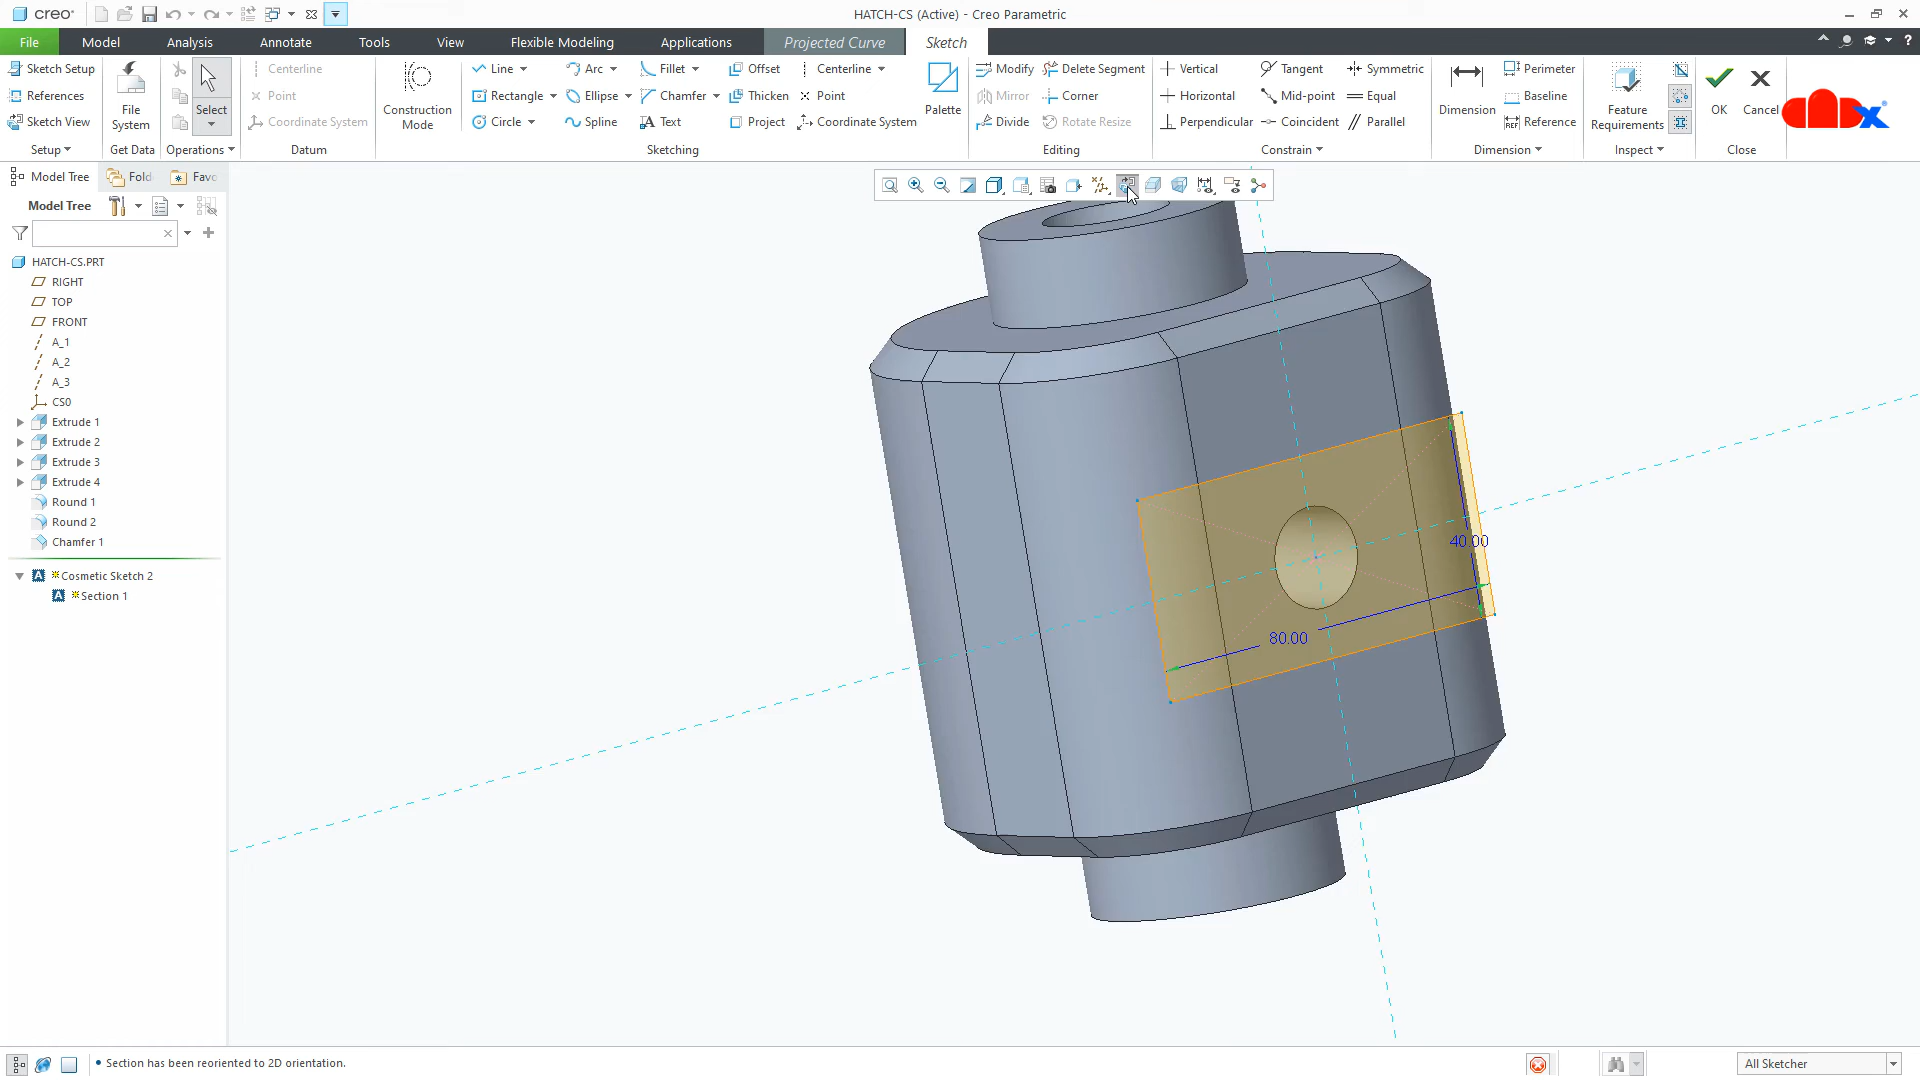 creo®
HATCH-CS (Active) - Creo Parametric
File Model Analysis Annotate Tools View Flexible Modeling Applications Projected Curve Sketch
Sketch Setup
References
Sketch View
Setup
File System
Get Data
Select
Operations
Centerline
Point
Coordinate System
Datum
Construction Mode
Line Arc Fillet Offset Centerline
Rectangle Ellipse Chamfer Thicken Point
Circle Spline Text Project Coordinate System
Palette
Sketching
Modify Delete Segment
Mirror Corner
Divide Rotate Resize
Editing
Vertical Tangent Symmetric
Horizontal Mid-point Equal
Perpendicular Coincident Parallel
Constrain
Dimension
Perimeter
Baseline
Reference
Dimension
Feature Requirements
Inspect
OK
Cancel
Close
Model Tree Fold Favo
Model Tree
HATCH-CS.PRT
RIGHT
TOP
FRONT
A_1
A_2
A_3
CS0
Extrude 1
Extrude 2
Extrude 3
Extrude 4
Round 1
Round 2
Chamfer 1
Cosmetic Sketch 2
Section 1
40.00
80.00
Section has been reoriented to 2D orientation.
All Sketcher